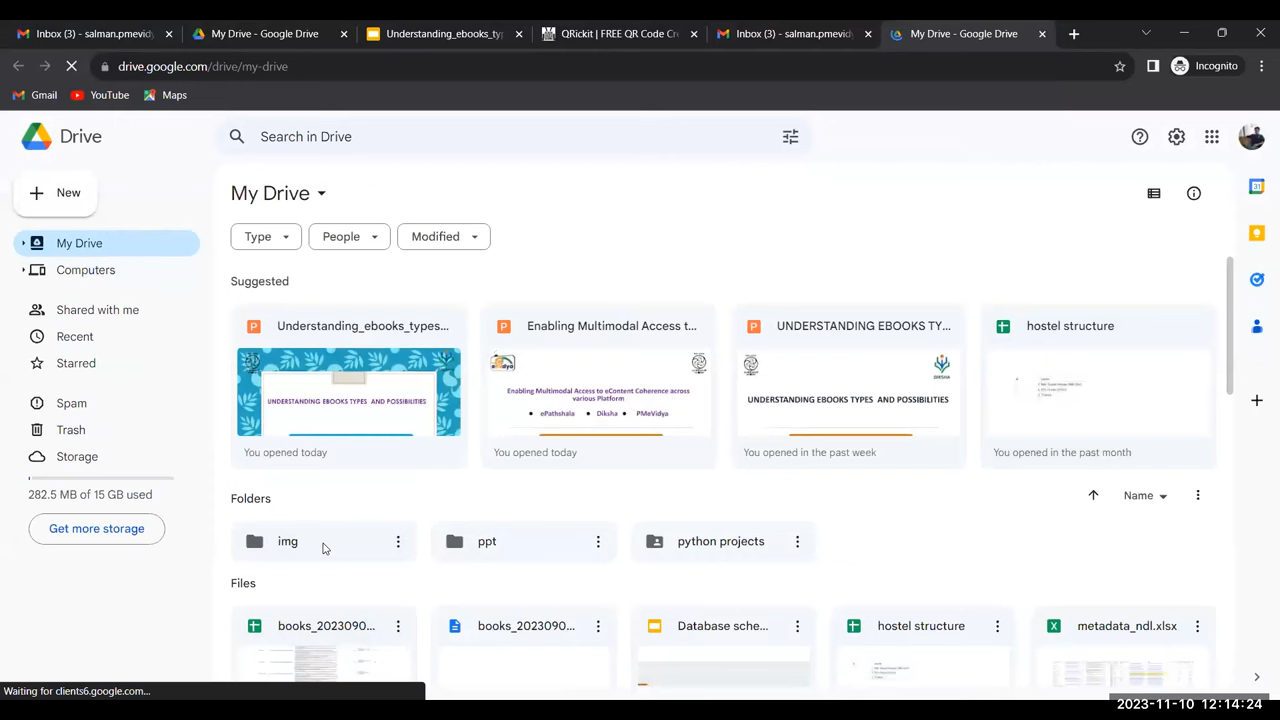 Inbox (3) - salman.pmevidy
My Drive - Google Drive
Understanding_ebooks_ty
QRickit | FREE QR Code Cr
Inbox (3) - salman.pmevidy
My Drive - Google Drive
drive.google.com/drive/my-drive
Incognito
Gmail
YouTube
Maps
Drive
Search in Drive
New
My Drive
31
Type
People
Modified
My Drive
Computers
Suggested
Shared with me
Recent
Starred
Spam
Trash
Storage
282.5 MB of 15 GB used
Get more storage
Understanding_ebooks_types...
Enabling Multimodal Access t...
UNDERSTANDING EBOOKS TY...
hostel structure
UNDERSTANDING EBOOKS TYPES AND POSSIBILITIES
Enabling Multimodal Access to eContent Coherence across
various Platform
• ePathshala • Diksha • PMeVidya
UNDERSTANDING EBOOKS TYPES AND POSSIBILITIES
You opened today
You opened today
You opened in the past week
You opened in the past month
Folders
Name
img
ppt
python projects
Files
books_2023090...
books_2023090...
Database sche...
hostel structure
metadata_ndl.xlsx
Waiting for clients6.google.com...
2023-11-10 12:14:24